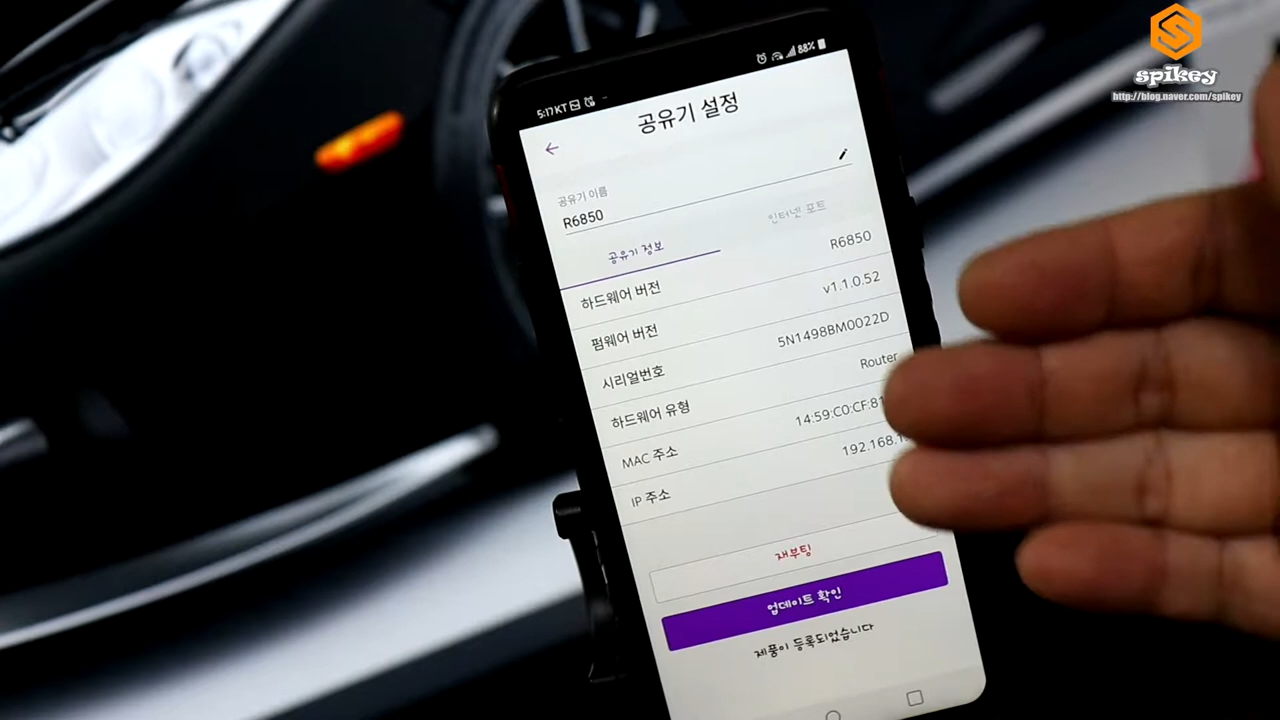 spikey
http://blog.naver.com/spikey
5:17 KT 88%
공유기 설정
공유기 이름
R6850
공유기 정보 인터넷 포트
하드웨어 버전 R6850
펌웨어 버전 v1.1.0.52
시리얼번호 5N1498BM0022D
하드웨어 유형 Router
MAC 주소 14:59:C0:CF:81
IP 주소 192.168.1
재부팅
업데이트 확인
제품이 등록되었습니다